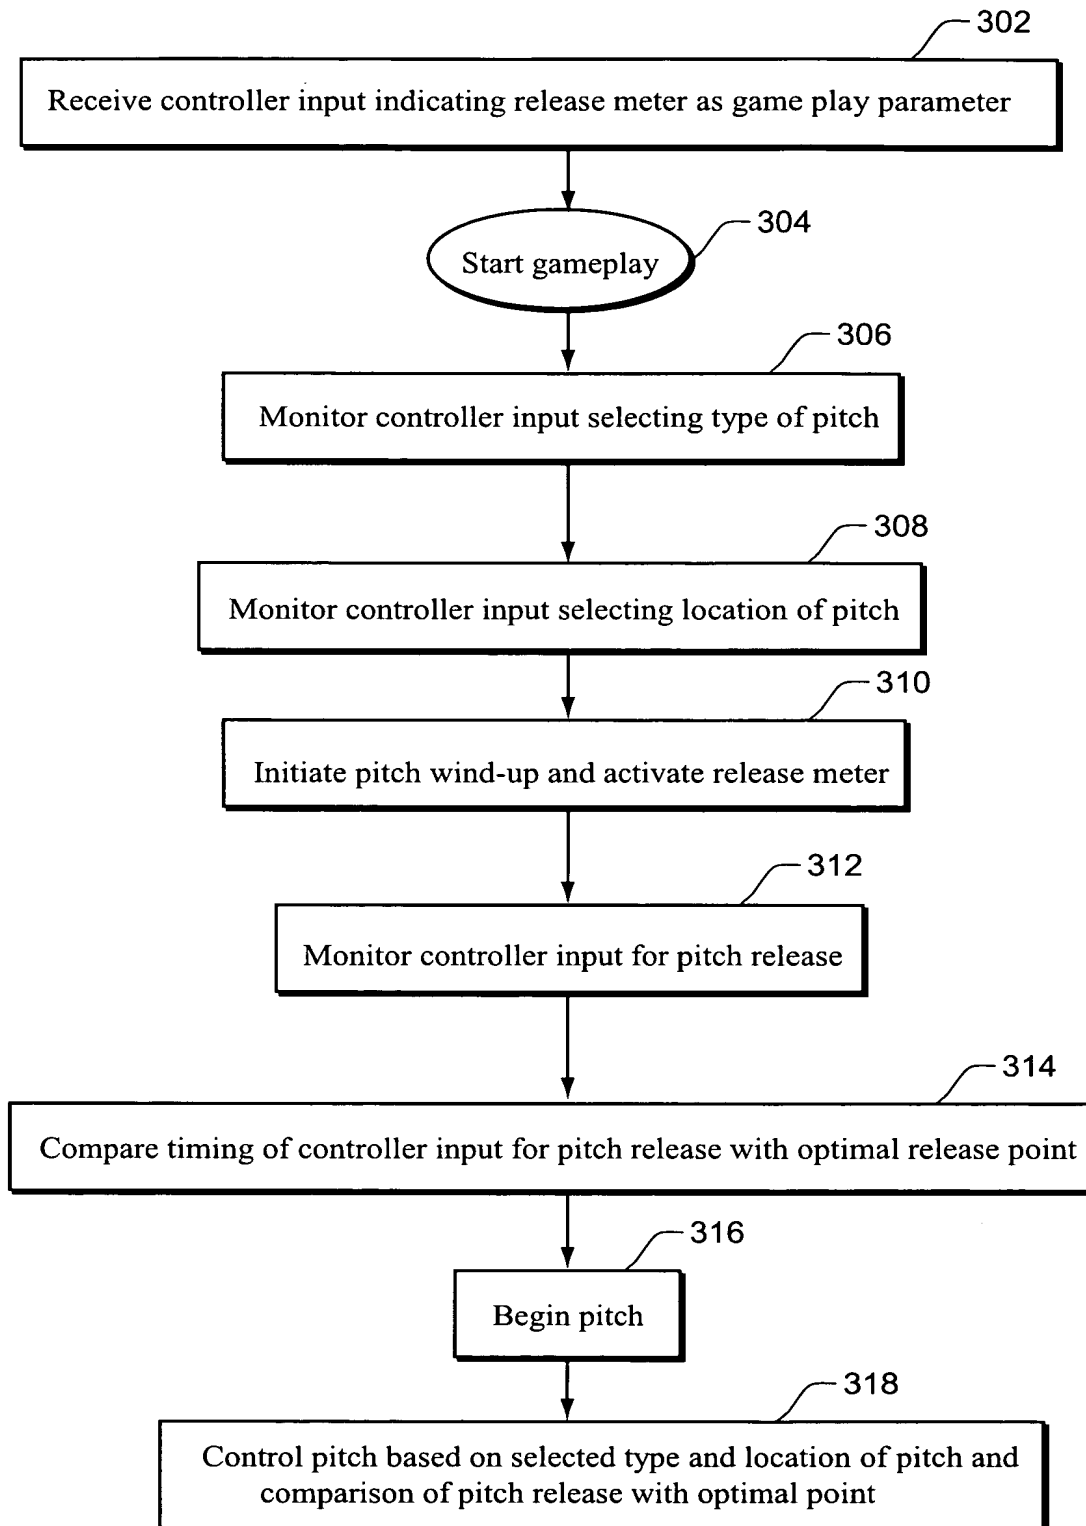 302
Receive controller input indicating release meter as game play parameter
304
Start gameplay
306
Monitor controller input selecting type of pitch
308
Monitor controller input selecting location of pitch
310
Initiate pitch wind-up and activate release meter
312
Monitor controller input for pitch release
314
Compare timing of controller input for pitch release with optimal release point
316
Begin pitch
318
Control pitch based on selected type and location of pitch and
comparison of pitch release with optimal point